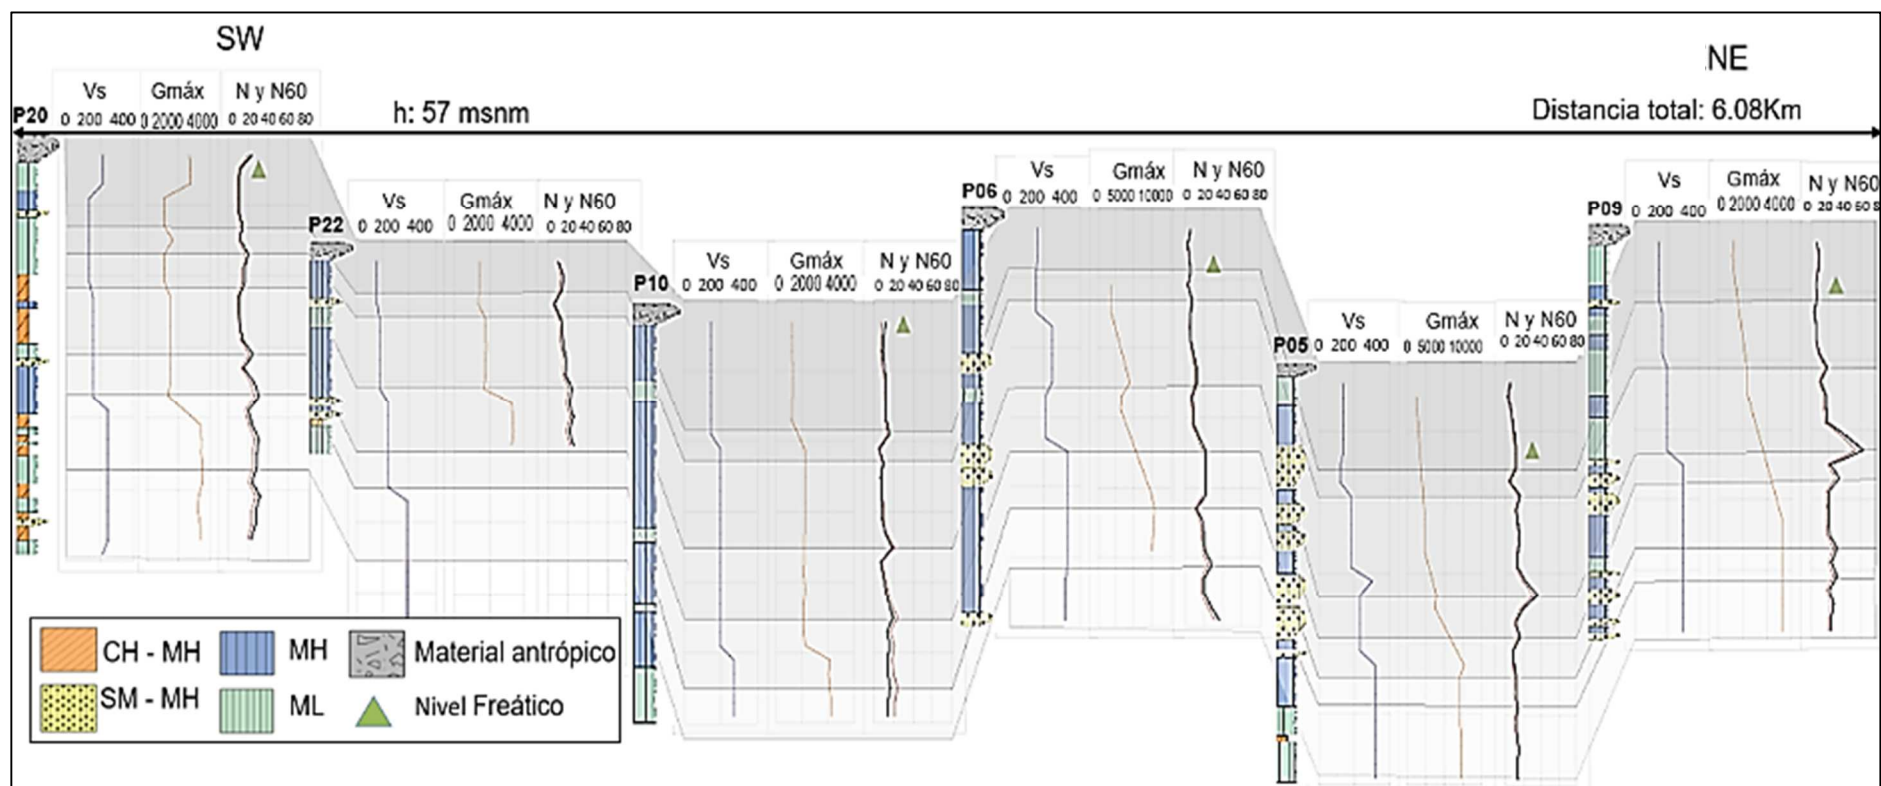 SW
NE
h: 57 msnm
Distancia total: 6.08Km
P20
Vs
Gmáx
N y N60
0 200 400
0 2000 4000
0 20 40 60 80
P22
Vs
Gmáx
N y N60
0 200 400
0 2000 4000
0 20 40 60 80
P10
Vs
Gmáx
N y N60
0 200 400
0 2000 4000
0 20 40 60 80
P06
Vs
Gmáx
N y N60
0 200 400
0 5000 10000
0 20 40 60 80
P05
Vs
Gmáx
N y N60
0 200 400
0 5000 10000
0 20 40 60 80
P09
Vs
Gmáx
N y N60
0 200 400
0 2000 4000
0 20 40 60 8
CH - MH
MH
Material antrópico
SM - MH
ML
Nivel Freático